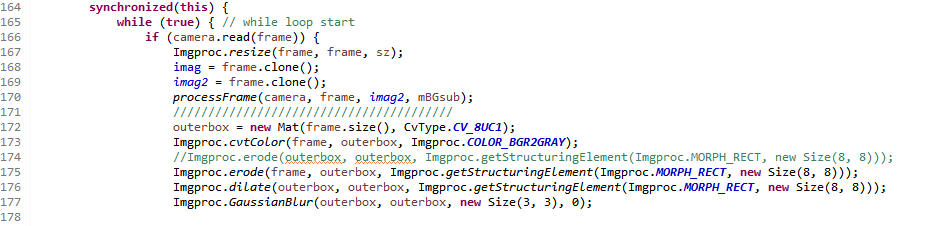 164 synchronized(this) {
165 while (true) { // while loop start
166 if (camera.read(frame)) {
167 Imgproc.resize(frame, frame, sz);
168 imag = frame.clone();
169 imag2 = frame.clone();
170 processFrame(camera, frame, imag2, mBGsub);
171 ////////////////////////////////////////
172 outerbox = new Mat(frame.size(), CvType.CV_8UC1);
173 Imgproc.cvtColor(frame, outerbox, Imgproc.COLOR_BGR2GRAY);
174 //Imgproc.erode(outerbox, outerbox, Imgproc.getStructuringElement(Imgproc.MORPH_RECT, new Size(8, 8)));
175 Imgproc.erode(frame, outerbox, Imgproc.getStructuringElement(Imgproc.MORPH_RECT, new Size(8, 8)));
176 Imgproc.dilate(outerbox, outerbox, Imgproc.getStructuringElement(Imgproc.MORPH_RECT, new Size(8, 8)));
177 Imgproc.GaussianBlur(outerbox, outerbox, new Size(3, 3), 0);
178